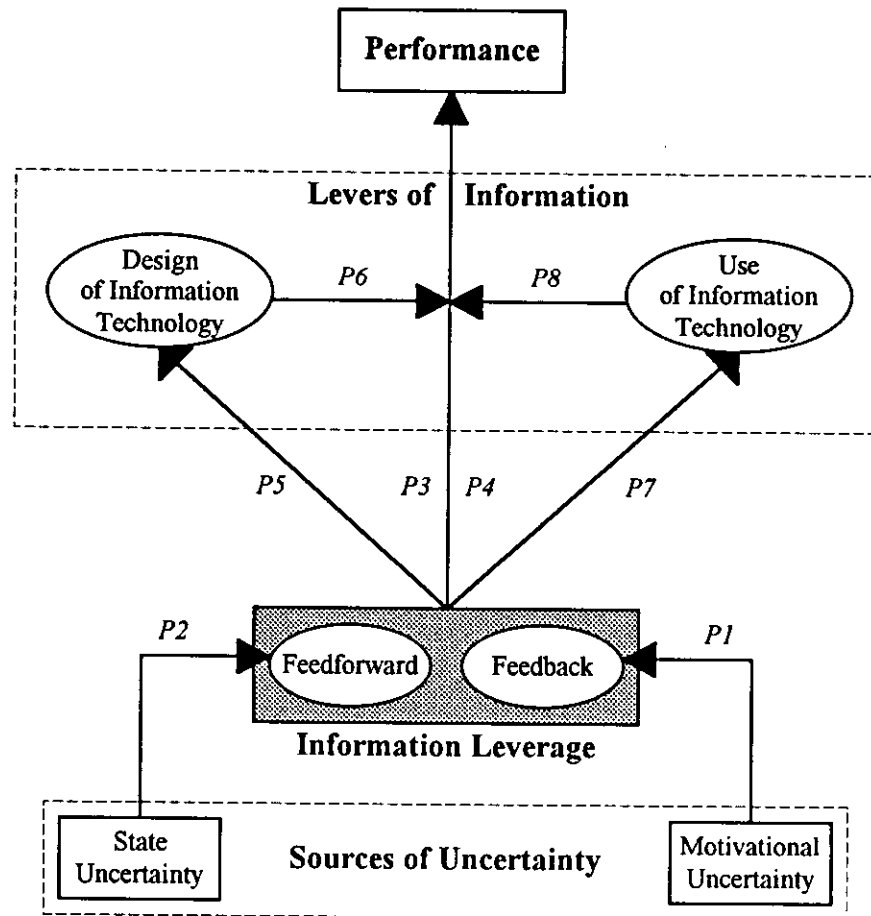 Performance
Levers of Information
Design
of Information
Technology
P6
P8
Use
of Information
Technology
P5
P3
P4
P7
P2
P1
Feedforward
Feedback
Information Leverage
State
Uncertainty
Sources of Uncertainty
Motivational
Uncertainty